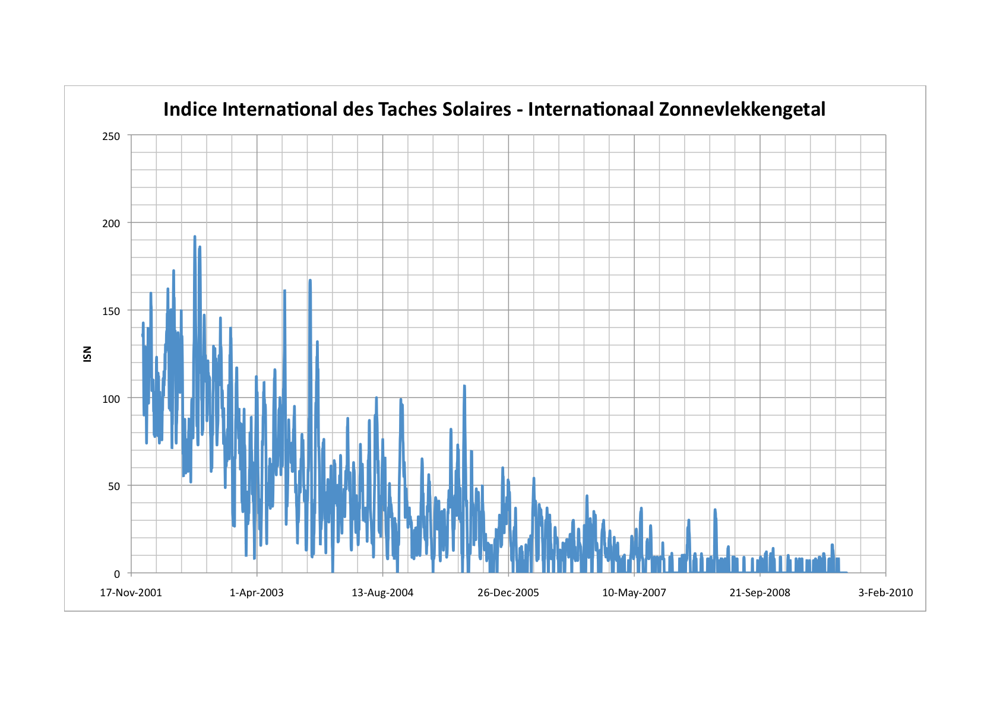 Indice International des Taches Solaires - Internationaal Zonnevlekkengetal
250
200
150
100
50
0
ISN
17-Nov-2001 1-Apr-2003 13-Aug-2004 26-Dec-2005 10-May-2007 21-Sep-2008 3-Feb-2010